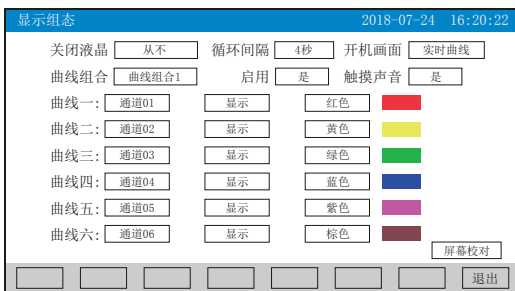 显示组态 2018-07-24 16:20:22
关闭液晶 从不 循环间隔 4秒 开机画面 实时曲线
曲线组合 曲线组合1 启用 是 触摸声音 是
曲线一: 通道01 显示 红色
曲线二: 通道02 显示 黄色
曲线三: 通道03 显示 绿色
曲线四: 通道04 显示 蓝色
曲线五: 通道05 显示 紫色
曲线六: 通道06 显示 棕色
屏幕校对
退出